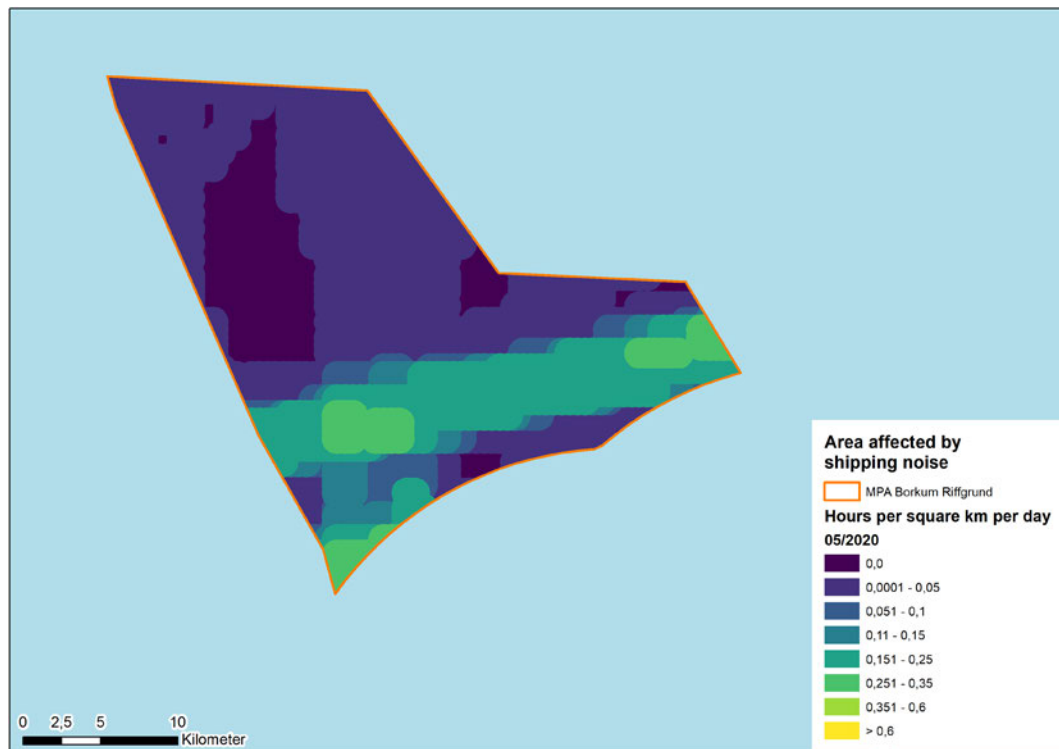 Area affected by
shipping noise
MPA Borkum Riffgrund
Hours per square km per day
05/2020
0,0
0,0001 - 0,05
0,051 - 0,1
0,11 - 0,15
0,151 - 0,25
0,251 - 0,35
0,351 - 0,6
> 0,6
0 2,5 5 10
Kilometer